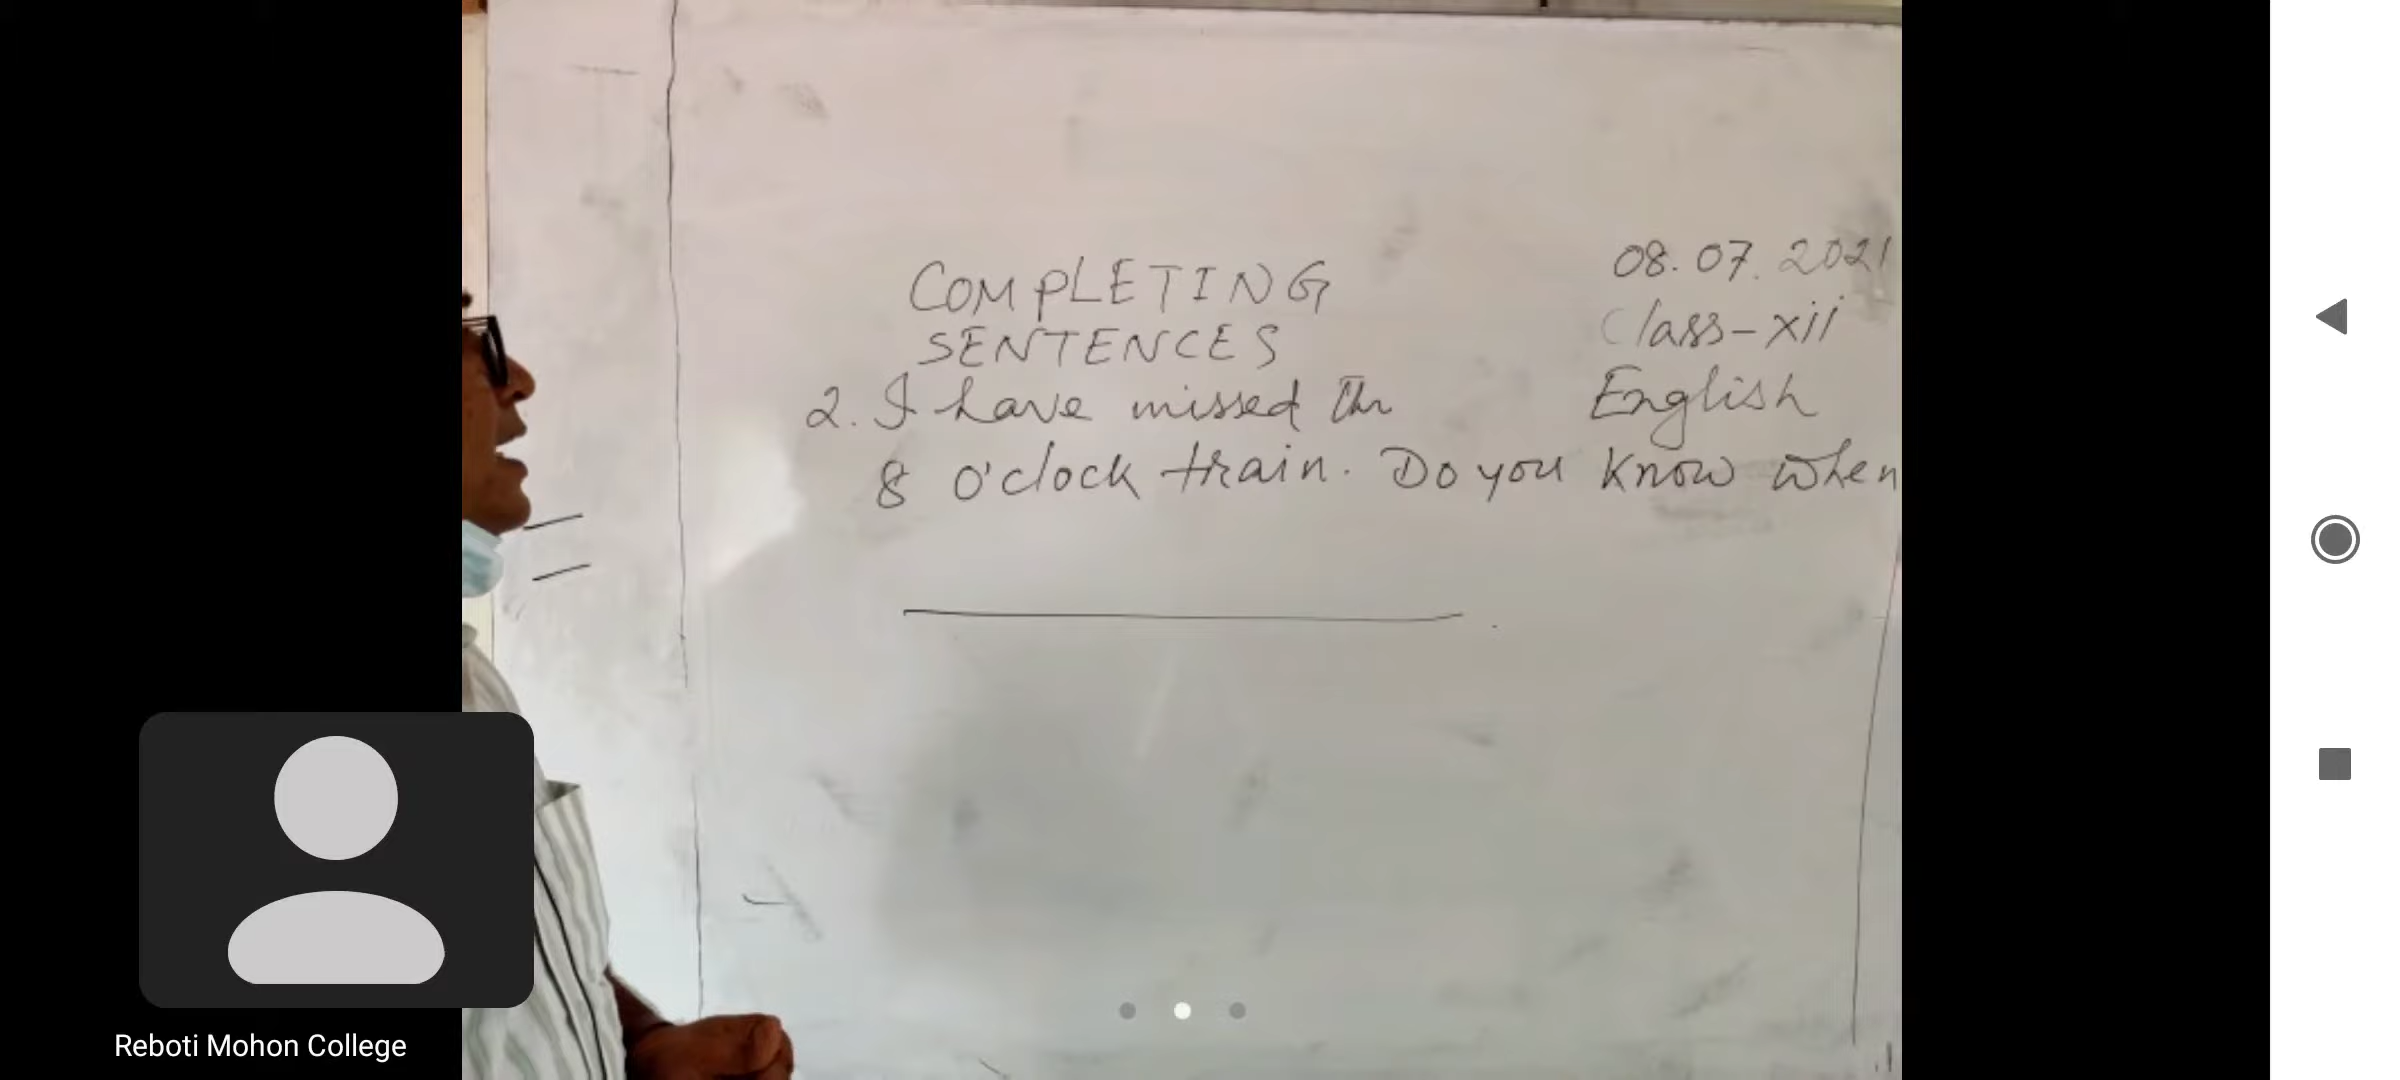 08.07.2021
COMPLETING
Class-xii
SENTENCES
English
2. I have missed the
8 o'clock train. Do you know when
.
Reboti Mohon College